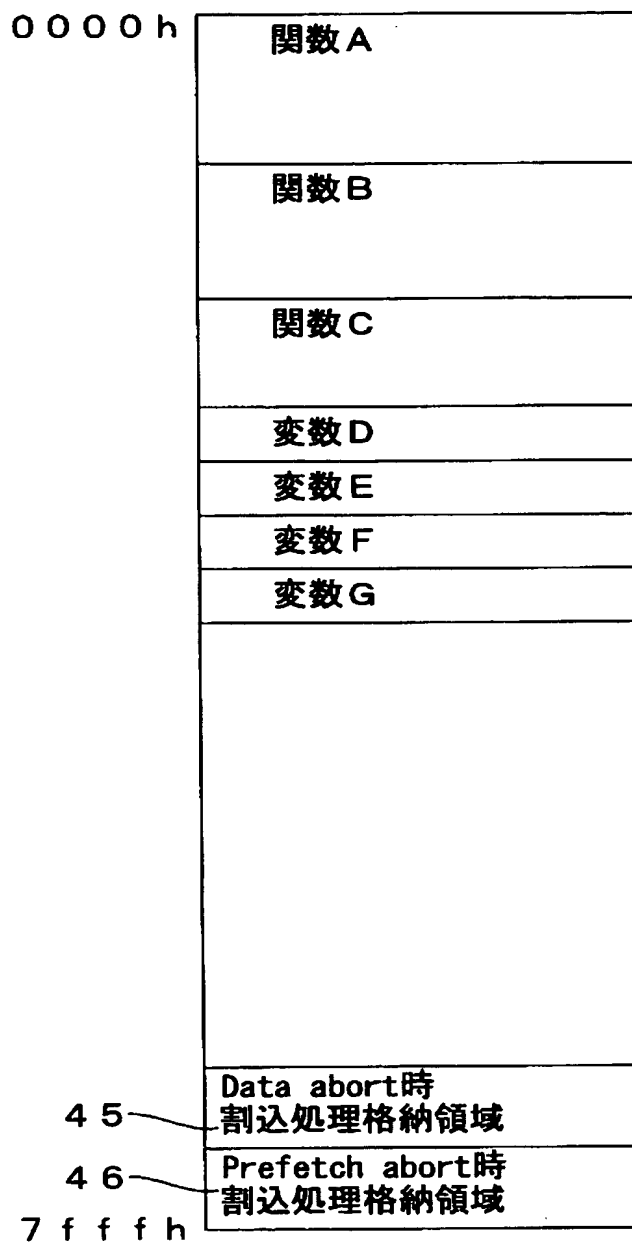 0000h
関数A
関数B
関数C
変数D
変数E
変数F
変数G
Data abort時
45
割込処理格納領域
Prefetch abort時
46
割込処理格納領域
7fffh